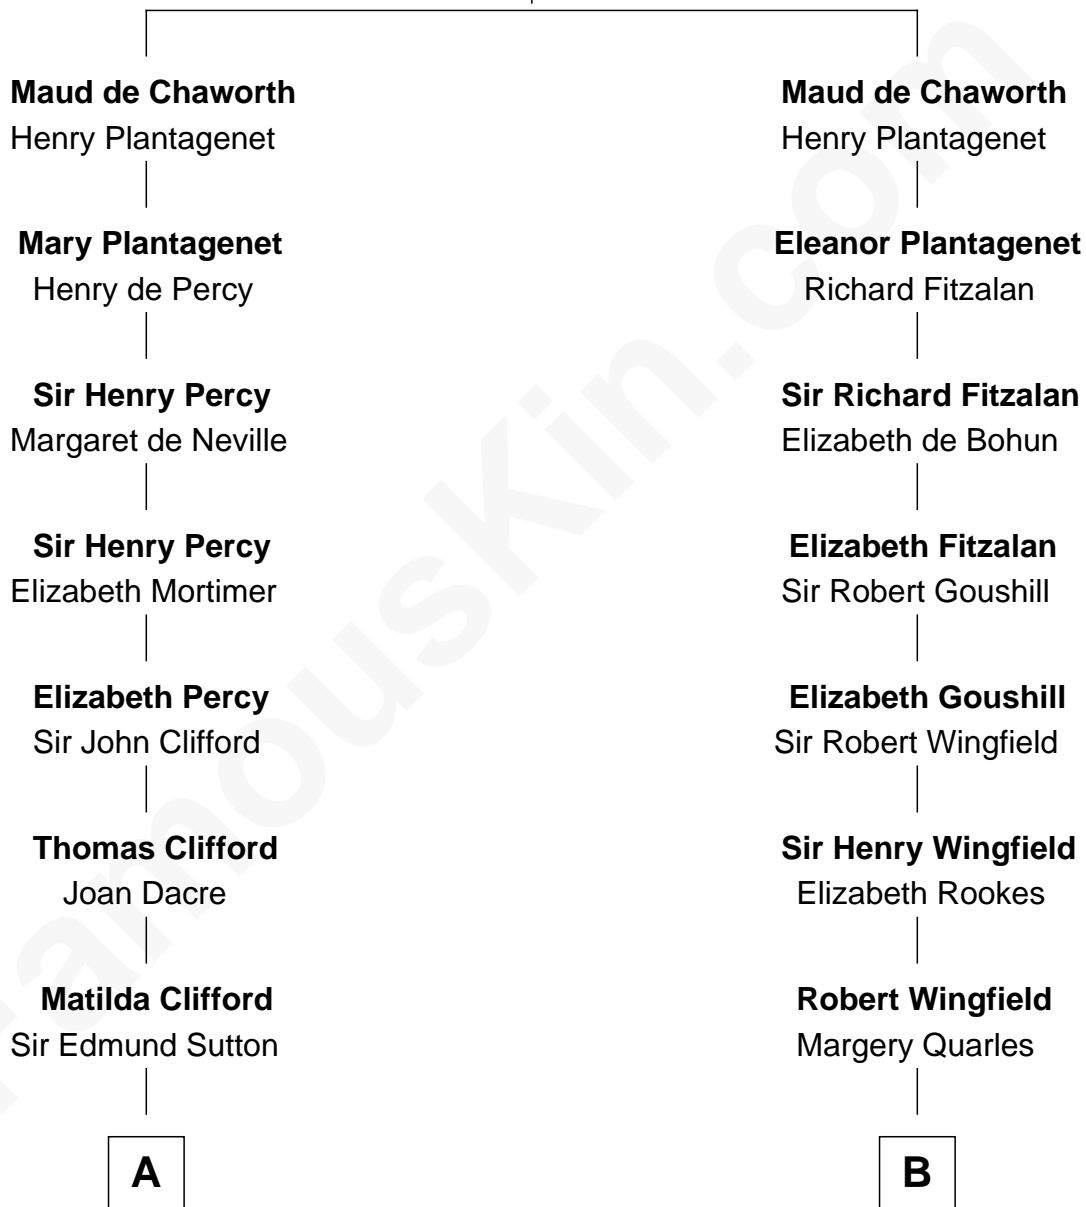 Maud de Chaworth
Henry Plantagenet
Mary Plantagenet
Henry de Percy
Sir Henry Percy
Margaret de Neville
Sir Henry Percy
Elizabeth Mortimer
Elizabeth Percy
Sir John Clifford
Thomas Clifford
Joan Dacre
Matilda Clifford
Sir Edmund Sutton
A
Maud de Chaworth
Henry Plantagenet
Eleanor Plantagenet
Richard Fitzalan
Sir Richard Fitzalan
Elizabeth de Bohun
Elizabeth Fitzalan
Sir Robert Goushill
Elizabeth Goushill
Sir Robert Wingfield
Sir Henry Wingfield
Elizabeth Rookes
Robert Wingfield
Margery Quarles
B
FamousKin.com